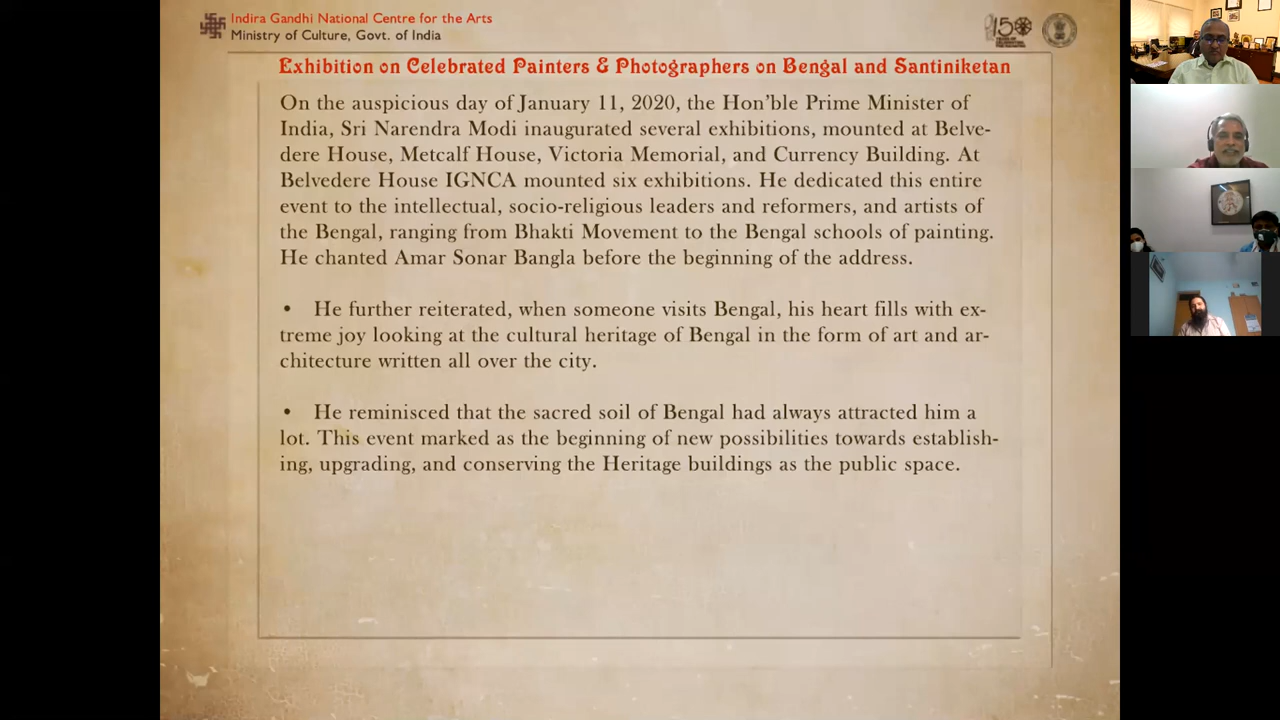 Indira Gandhi National Centre for the Arts
Ministry of Culture, Govt. of India
150
Exhibition on Celebrated Painters & Photographers on Bengal and Santiniketan
On the auspicious day of January 11, 2020, the Hon’ble Prime Minister of
India, Sri Narendra Modi inaugurated several exhibitions, mounted at Belve-
dere House, Metcalf House, Victoria Memorial, and Currency Building. At
Belvedere House IGNCA mounted six exhibitions. He dedicated this entire
event to the intellectual, socio-religious leaders and reformers, and artists of
the Bengal, ranging from Bhakti Movement to the Bengal schools of painting.
He chanted Amar Sonar Bangla before the beginning of the address.
• He further reiterated, when someone visits Bengal, his heart fills with ex-
treme joy looking at the cultural heritage of Bengal in the form of art and ar-
chitecture written all over the city.
• He reminisced that the sacred soil of Bengal had always attracted him a
lot. This event marked as the beginning of new possibilities towards establish-
ing, upgrading, and conserving the Heritage buildings as the public space.